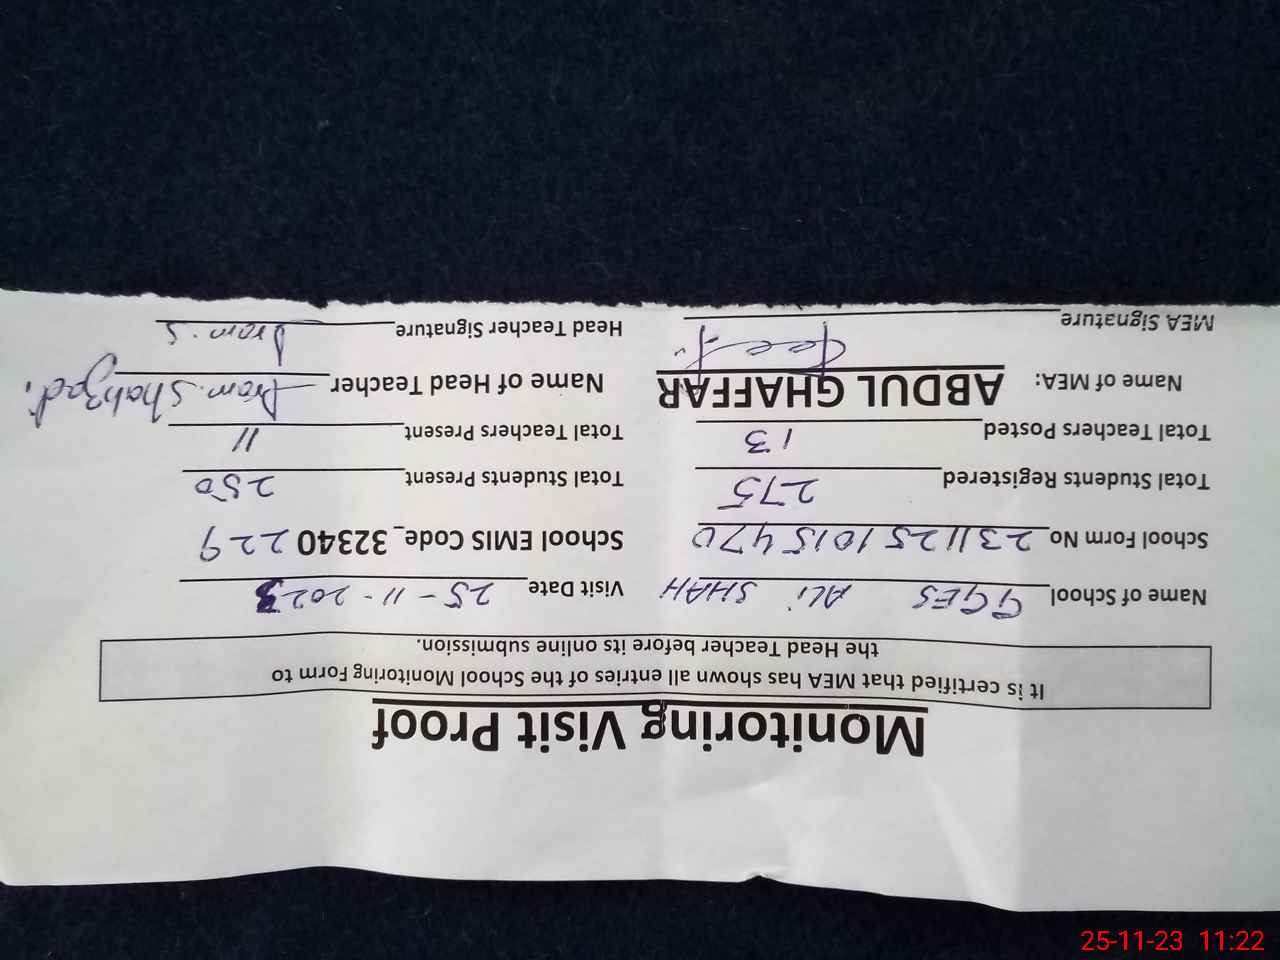 Monitoring Visit Proof
It is certified that MEA has shown all entries of the School Monitoring Form to
the Head Teacher before its online submission.
Name of School GGES ALi SHAH Visit Date 25-11-2023
School Form No 2311251015470 School EMIS Code_ 32340229
Total Students Registered 275 Total Students Present 250
Total Teachers Posted 13 Total Teachers Present 11
Name of MEA: ABDUL GHAFFAR Name of Head Teacher Iram Shahzadi
MEA Signature Head Teacher Signature Iram.S
25-11-23 11:22